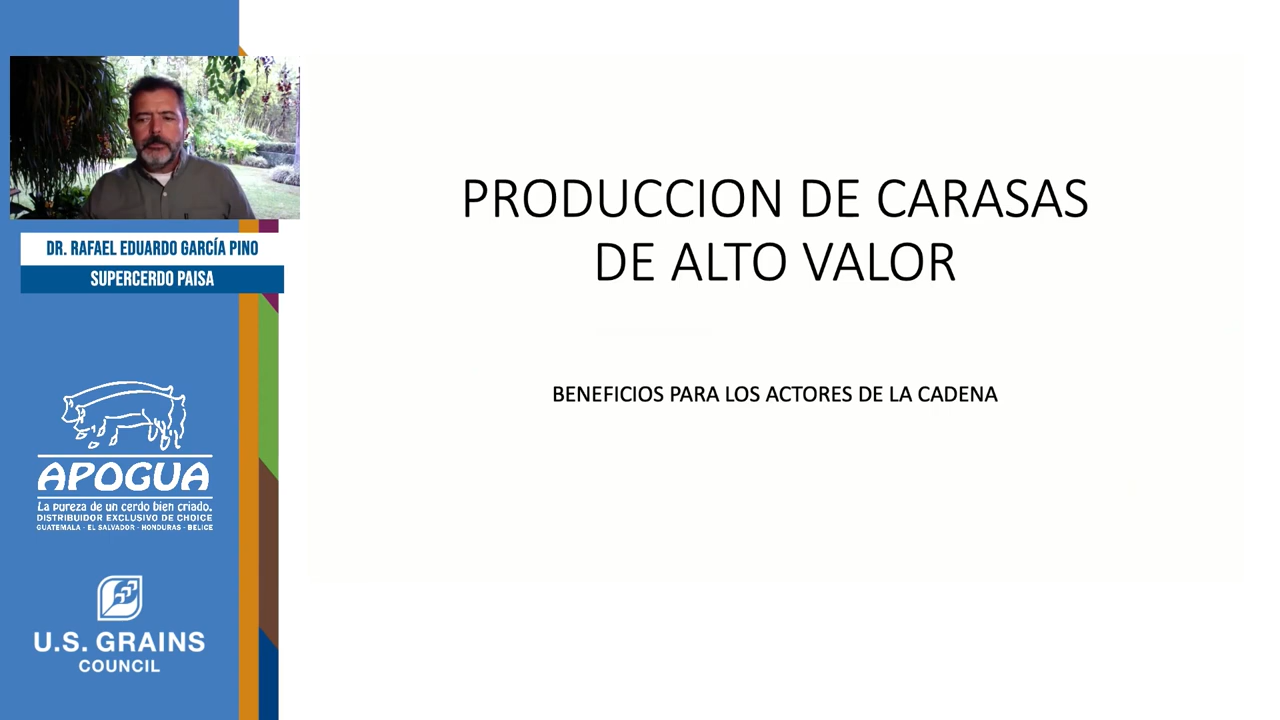 DR. RAFAEL EDUARDO GARCÍA PINO
SUPERCERDO PAISA
APOGUA
La pureza de un cerdo bien criado.
DISTRIBUIDOR EXCLUSIVO DE CHOICE
GUATEMALA - EL SALVADOR - HONDURAS - BELICE
U.S. GRAINS
COUNCIL
PRODUCCION DE CARASAS
DE ALTO VALOR
BENEFICIOS PARA LOS ACTORES DE LA CADENA